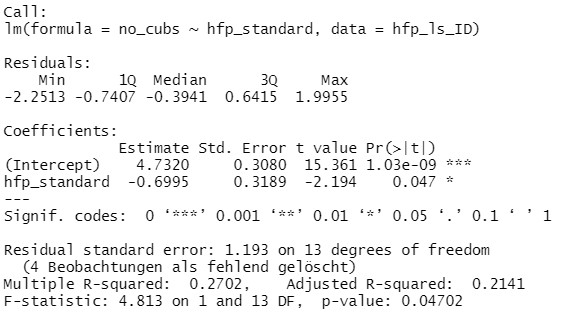 Call:
lm(formula = no_cubs ~ hfp_standard, data = hfp_ls_ID)
Residuals:
    Min      1Q  Median      3Q     Max
-2.2513 -0.7407 -0.3941  0.6415  1.9955
Coefficients:
             Estimate Std. Error t value Pr(>|t|)
(Intercept)    4.7320     0.3080  15.361 1.03e-09 ***
hfp_standard  -0.6995     0.3189  -2.194    0.047 *
---
Signif. codes:  0 ‘***’ 0.001 ‘**’ 0.01 ‘*’ 0.05 ‘.’ 0.1 ‘ ’ 1
Residual standard error: 1.193 on 13 degrees of freedom
  (4 Beobachtungen als fehlend gelöscht)
Multiple R-squared:  0.2702,    Adjusted R-squared:  0.2141
F-statistic: 4.813 on 1 and 13 DF,  p-value: 0.04702